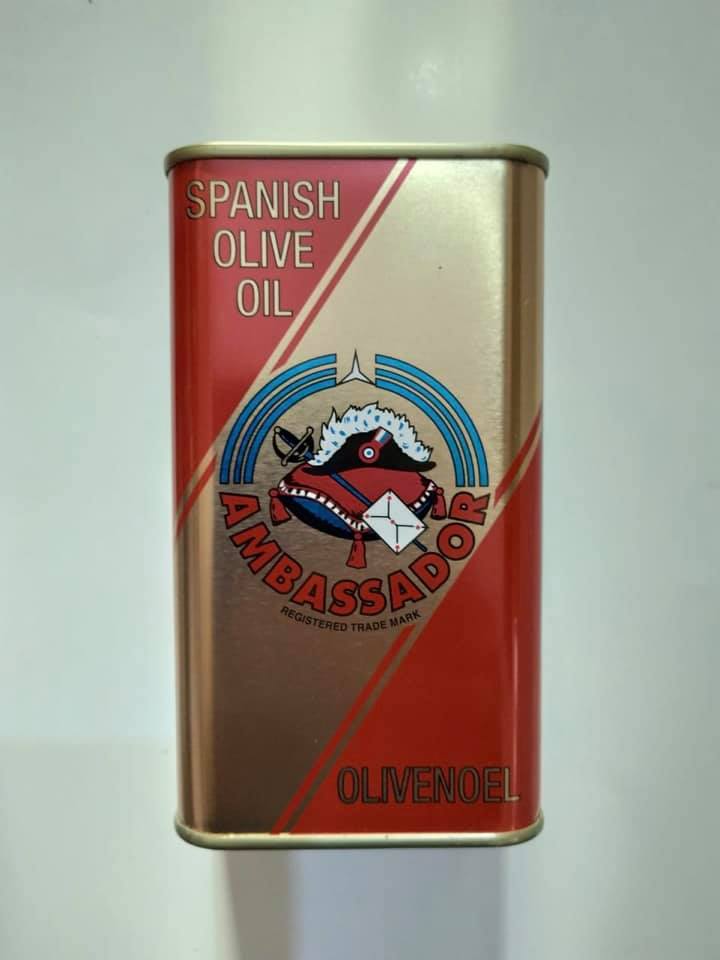 SPANISH
OLIVE
OIL
AMBASSADOR
REGISTERED TRADE MARK
OLIVENOEL